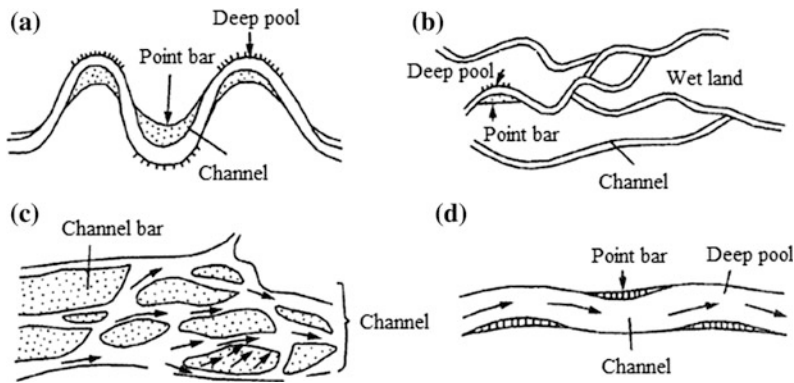 (a)
Deep pool
Point bar
Channel
(b)
Deep pool
Wet land
Point bar
Channel
(c)
Channel bar
Channel
(d)
Point bar
Deep pool
Channel